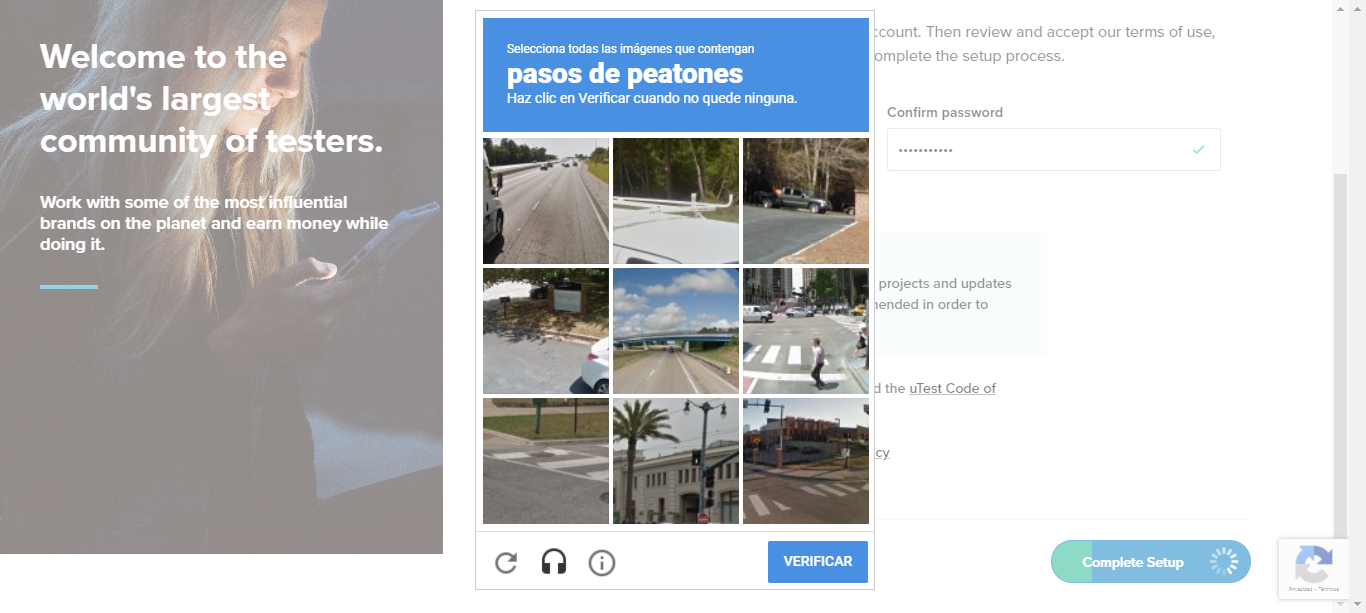 Welcome to the
world's largest
community of testers.
Work with some of the most influential
brands on the planet and earn money while
doing it.
Selecciona todas las imágenes que contengan
pasos de peatones
Haz clic en Verificar cuando no quede ninguna.
VERIFICAR
ccount. Then review and accept our terms of use,
omplete the setup process.
Confirm password
projects and updates
mended in order to
d the uTest Code of
cy
Complete Setup
Privacidad - Términos